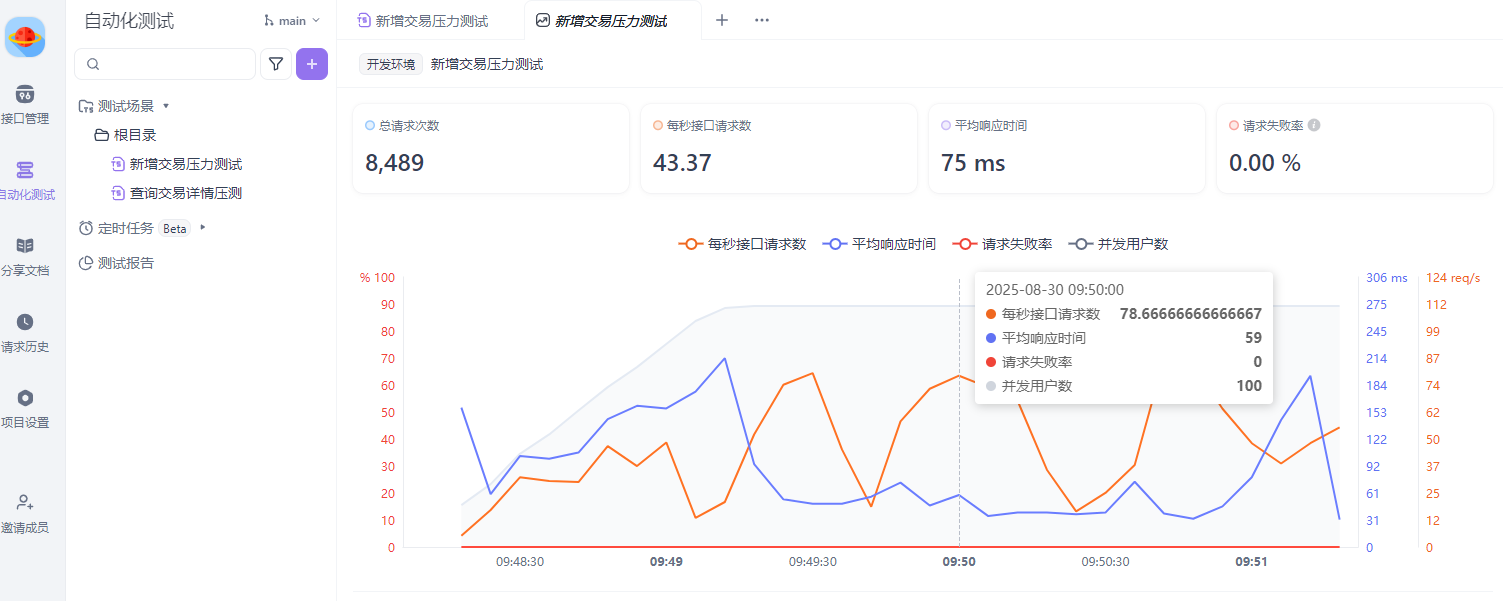 自动化测试
main
接口管理
自动化测试
分享文档
请求历史
项目设置
邀请成员
测试场景
根目录
新增交易压力测试
查询交易详情压测
定时任务 Beta
测试报告
新增交易压力测试
新增交易压力测试
开发环境 新增交易压力测试
总请求次数
8,489
每秒接口请求数
43.37
平均响应时间
75 ms
请求失败率
0.00 %
每秒接口请求数 平均响应时间 请求失败率 并发用户数
% 100
90
80
70
60
50
40
30
20
10
0
2025-08-30 09:50:00
每秒接口请求数 78.66666666666667
平均响应时间 59
请求失败率 0
并发用户数 100
306 ms
275
245
214
184
153
122
92
61
31
0
124 req/s
112
99
87
74
62
50
37
25
12
0
09:48:30 09:49 09:49:30 09:50 09:50:30 09:51